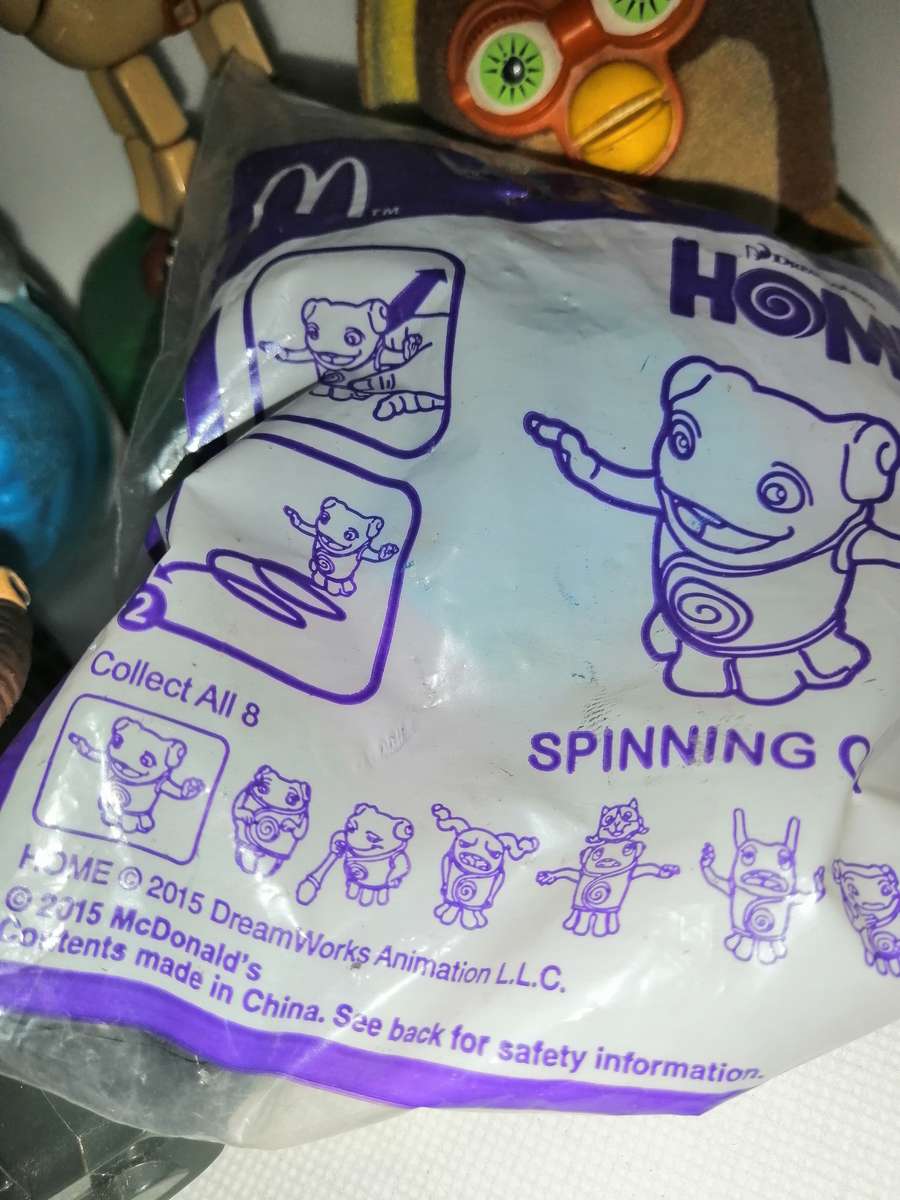 TM
HOM
2
Collect All 8
SPINNING
HOME © 2015 DreamWorks Animation L.L.C.
© 2015 McDonald's
Contents made in China. See back for safety information.